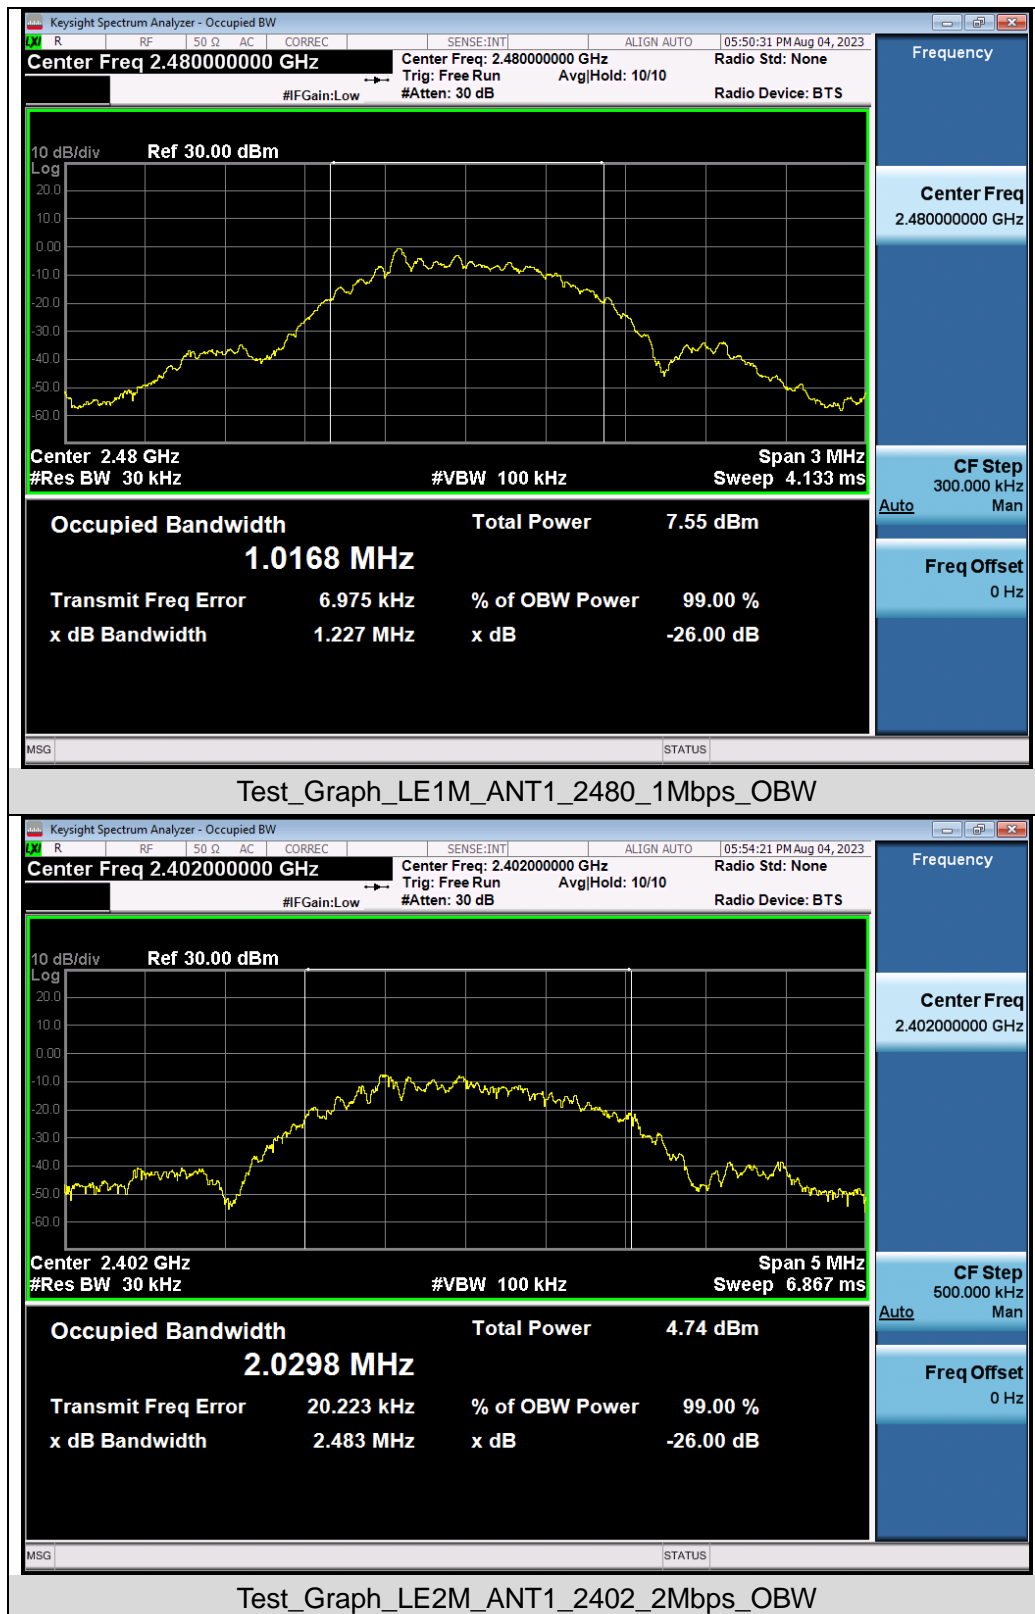 Keysight Spectrum Analyzer - Occupied BW
LXI R RF 50 Ω AC CORREC SENSE:INT ALIGN AUTO 05:50:31 PM Aug 04, 2023
Center Freq 2.480000000 GHz
Center Freq: 2.480000000 GHz Radio Std: None
Trig: Free Run Avg|Hold: 10/10
#IFGain:Low #Atten: 30 dB Radio Device: BTS
Frequency
10 dB/div Ref 30.00 dBm
Log
20.0
10.0
0.00
-10.0
-20.0
-30.0
-40.0
-50.0
-60.0
Center 2.48 GHz Span 3 MHz
#Res BW 30 kHz #VBW 100 kHz Sweep 4.133 ms
Center Freq
2.480000000 GHz
CF Step
300.000 kHz
Auto Man
Freq Offset
0 Hz
Occupied Bandwidth Total Power 7.55 dBm
1.0168 MHz
Transmit Freq Error 6.975 kHz % of OBW Power 99.00 %
x dB Bandwidth 1.227 MHz x dB -26.00 dB
MSG STATUS
Test_Graph_LE1M_ANT1_2480_1Mbps_OBW
Keysight Spectrum Analyzer - Occupied BW
LXI R RF 50 Ω AC CORREC SENSE:INT ALIGN AUTO 05:54:21 PM Aug 04, 2023
Center Freq 2.402000000 GHz
Center Freq: 2.402000000 GHz Radio Std: None
Trig: Free Run Avg|Hold: 10/10
#IFGain:Low #Atten: 30 dB Radio Device: BTS
Frequency
10 dB/div Ref 30.00 dBm
Log
20.0
10.0
0.00
-10.0
-20.0
-30.0
-40.0
-50.0
-60.0
Center 2.402 GHz Span 5 MHz
#Res BW 30 kHz #VBW 100 kHz Sweep 6.867 ms
Center Freq
2.402000000 GHz
CF Step
500.000 kHz
Auto Man
Freq Offset
0 Hz
Occupied Bandwidth Total Power 4.74 dBm
2.0298 MHz
Transmit Freq Error 20.223 kHz % of OBW Power 99.00 %
x dB Bandwidth 2.483 MHz x dB -26.00 dB
MSG STATUS
Test_Graph_LE2M_ANT1_2402_2Mbps_OBW